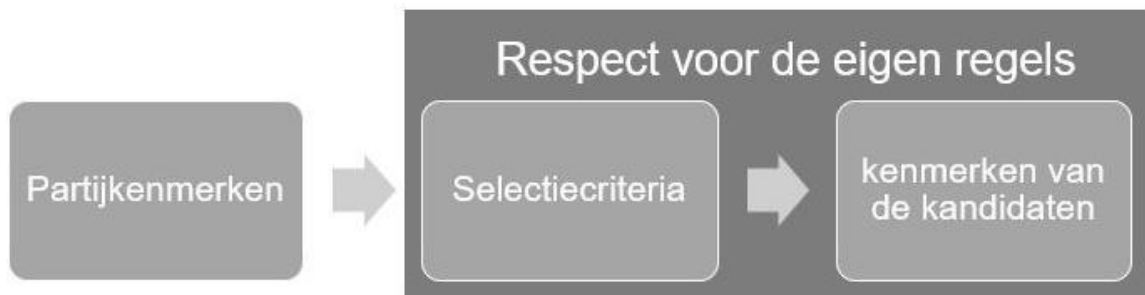 Respect voor de eigen regels
Partijkenmerken
Selectiecriteria
kenmerken van
de kandidaten